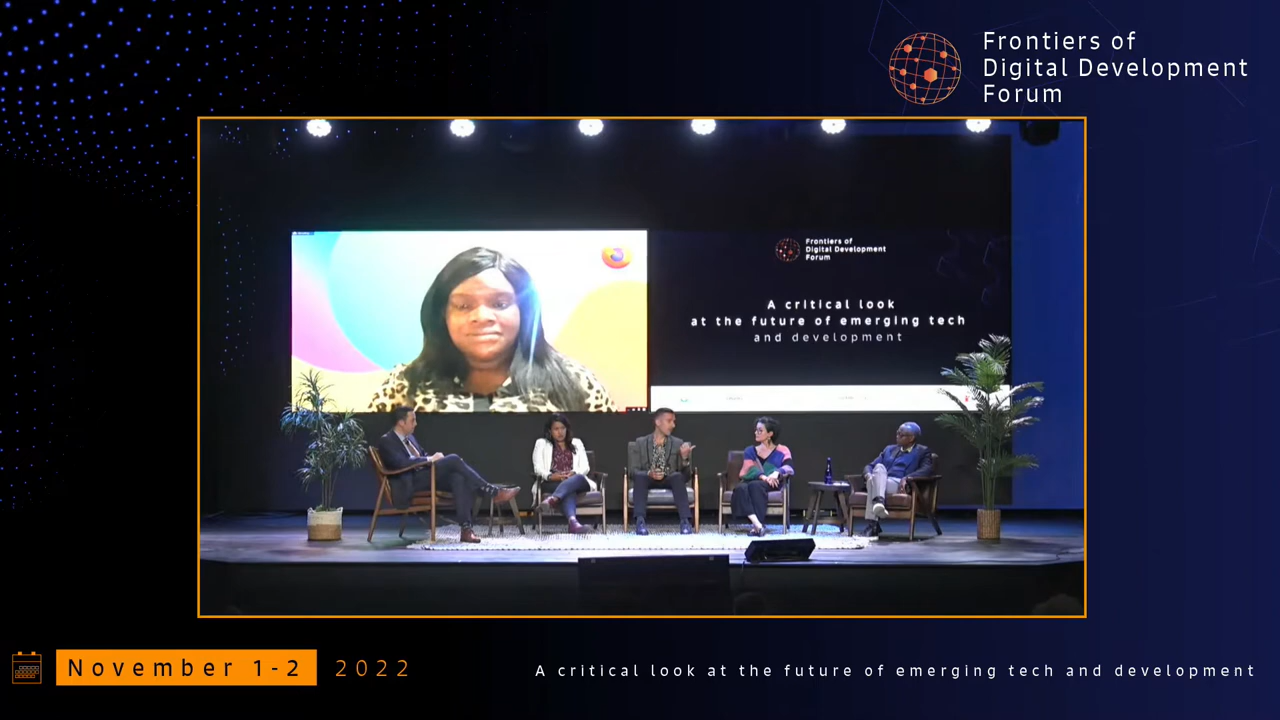 Frontiers of
Digital Development
Forum
Frontiers of
Digital Development
Forum
A critical look
at the future of emerging tech
and development
November 1-2 2022
A critical look at the future of emerging tech and development